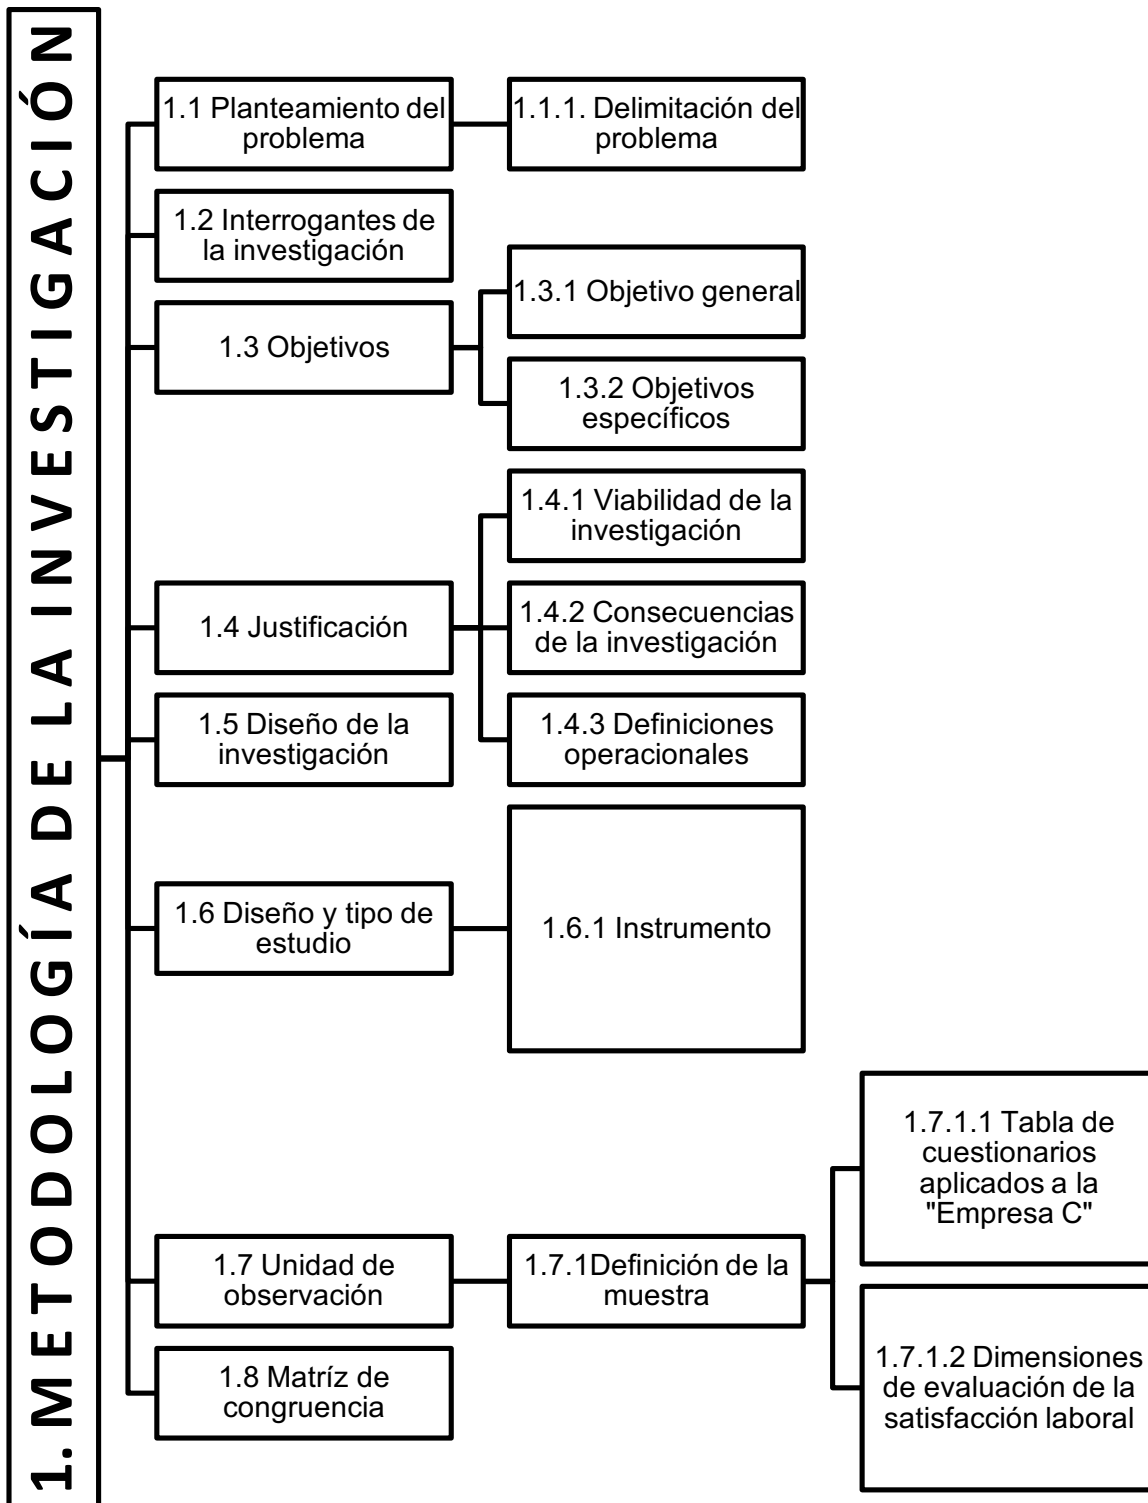 1. METODOLOGÍA DE LA INVESTIGACIÓN
1.1 Planteamiento del
problema
1.1.1. Delimitación del
problema
1.2 Interrogantes de
la investigación
1.3 Objetivos
1.3.1 Objetivo general
1.3.2 Objetivos
específicos
1.4 Justificación
1.4.1 Viabilidad de la
investigación
1.4.2 Consecuencias
de la investigación
1.4.3 Definiciones
operacionales
1.5 Diseño de la
investigación
1.6 Diseño y tipo de
estudio
1.6.1 Instrumento
1.7 Unidad de
observación
1.7.1Definición de la
muestra
1.7.1.1 Tabla de
cuestionarios
aplicados a la
"Empresa C"
1.7.1.2 Dimensiones
de evaluación de la
satisfacción laboral
1.8 Matríz de
congruencia